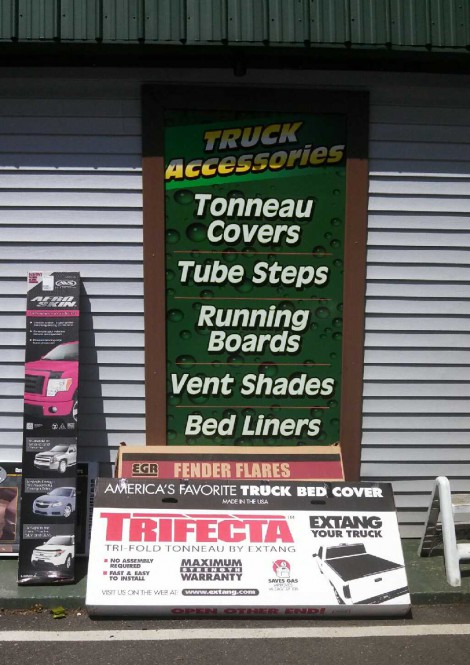 TRUCK
Accessories
Tonneau
Covers
Tube Steps
Running
Boards
Vent Shades
Bed Liners
AVS
AERO
SKIN
EGR FENDER FLARES
AMERICA'S FAVORITE TRUCK BED COVER
MADE IN THE USA
TRIFECTA
TRI-FOLD TONNEAU BY EXTANG
EXTANG
YOUR TRUCK
NO ASSEMBLY
REQUIRED
FAST & EASY
TO INSTALL
MAXIMUM
STRENGTH
WARRANTY
SAVES GAS
VISIT US ON THE WEB AT www.extang.com
OPEN OTHER END!